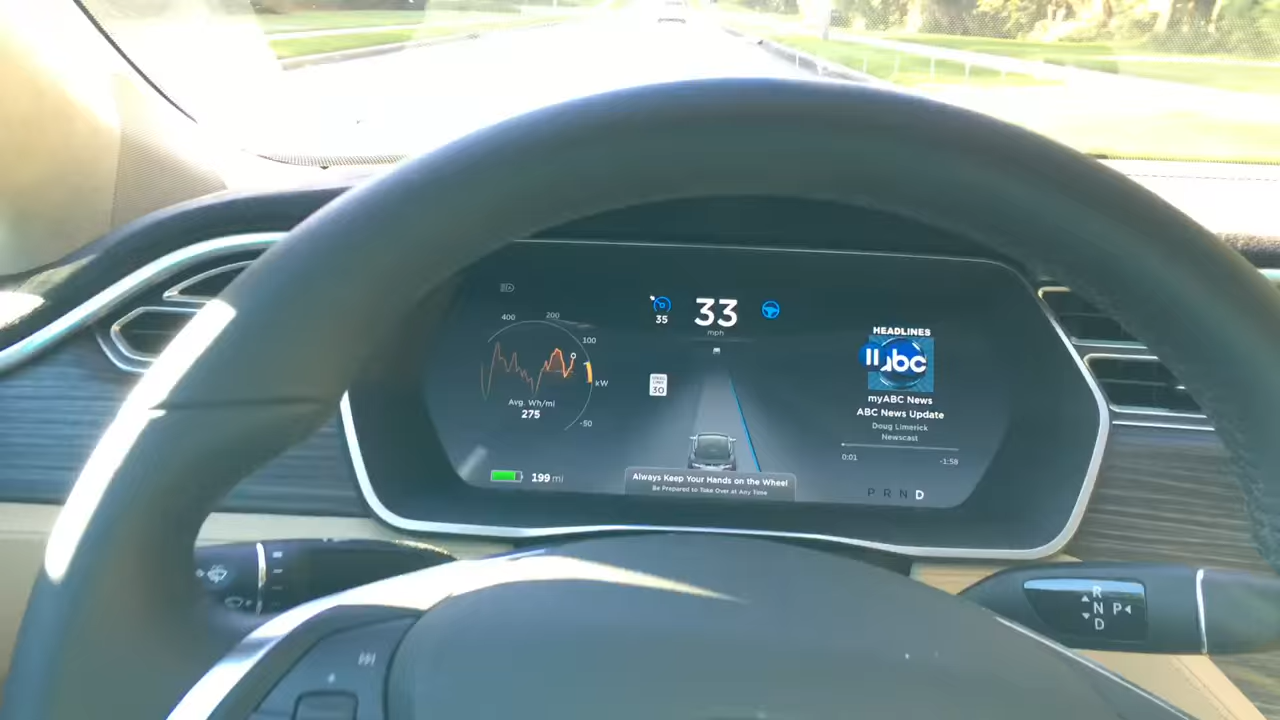 400
200
100
kW
-50
Avg. Wh/mi
275
199 mi
35
33
mph
SPEED
LIMIT
30
Always Keep Your Hands on the Wheel
Be Prepared to Take Over at Any Time
HEADLINES
abc
myABC News
ABC News Update
Doug Limerick
Newscast
0:01
-1:58
P R N D
R
N P
D